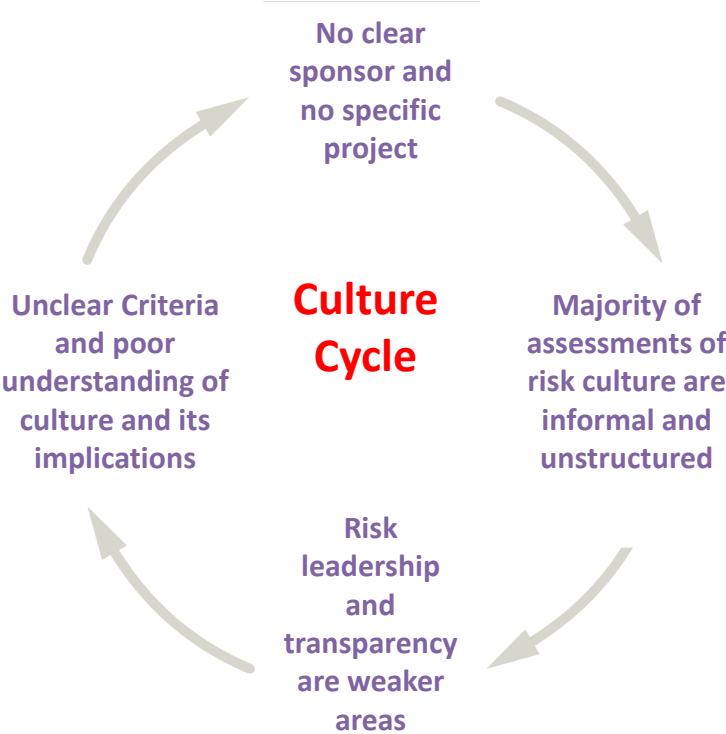 No clear
sponsor and
no specific
project
Culture
Cycle
Majority of
assessments of
risk culture are
informal and
unstructured
Risk
leadership
and
transparency
are weaker
areas
Unclear Criteria
and poor
understanding of
culture and its
implications